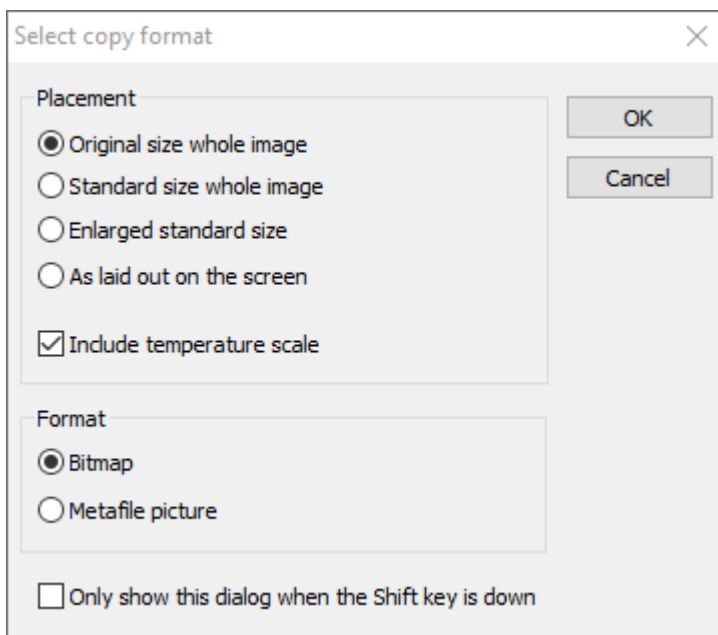 Select copy format
Placement
Original size whole image
Standard size whole image
Enlarged standard size
As laid out on the screen
Include temperature scale
OK
Cancel
Format
Bitmap
Metafile picture
Only show this dialog when the Shift key is down